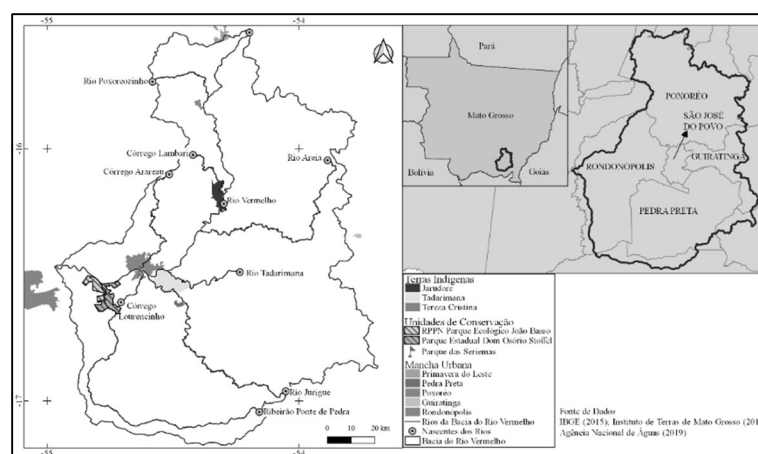 -55
-54
-16
-17
Rio Poxoreozinho
Córrego Lambari
Córrego Arareau
Rio Areia
Rio Vermelho
Rio Tadarimana
Córrego
Lourencinho
Rio Jurigue
Ribeirão Ponte de Pedra
0 10 20 km
Pará
Mato Grosso
Bolívia
Goiás
POXORÉO
SÃO JOSÉ
DO POVO
RONDONÓPOLIS
GUIRATINGA
PEDRA PRETA
Terras Indígenas
Jarudore
Tadarimana
Tereza Cristina
Unidades de Conservação
RPPN Parque Ecológico João Basso
Parque Estadual Dom Osório Stoffel
Parque das Seriemas
Mancha Urbana
Primavera do Leste
Pedra Preta
Poxoreo
Guiratinga
Rondonópolis
Rios da Bacia do Rio Vermelho
Nascentes dos Rios
Bacia do Rio Vermelho
Fonte de Dados
IBGE (2015); Instituto de Terras de Mato Grosso
Agência Nacional de Águas (2019)